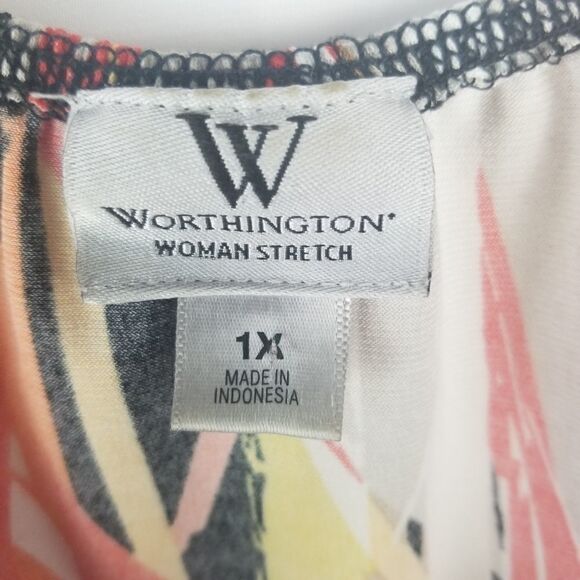 W
WORTHINGTON®
WOMAN STRETCH
1X
MADE IN
INDONESIA